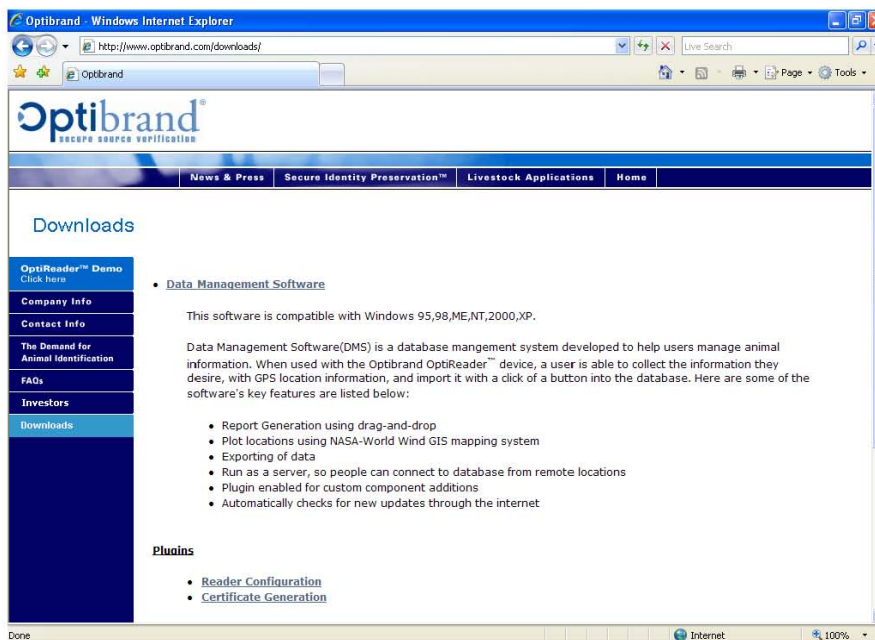 Optibrand - Windows Internet Explorer
http://www.optibrand.com/downloads/
Live Search
Optibrand
Page
Tools
Optibrand®
secure source verification
News & Press
Secure Identity Preservation™
Livestock Applications
Home
Downloads
OptiReader™ Demo
Click here
Company Info
Contact Info
The Demand for
Animal Identification
FAQs
Investors
Downloads
• Data Management Software
This software is compatible with Windows 95,98,ME,NT,2000,XP.
Data Management Software(DMS) is a database mangement system developed to help users manage animal
information. When used with the Optibrand OptiReader™ device, a user is able to collect the information they
desire, with GPS location information, and import it with a click of a button into the database. Here are some of the
software's key features are listed below:
• Report Generation using drag-and-drop
• Plot locations using NASA-World Wind GIS mapping system
• Exporting of data
• Run as a server, so people can connect to database from remote locations
• Plugin enabled for custom component additions
• Automatically checks for new updates through the internet
Plugins
• Reader Configuration
• Certificate Generation
Done
Internet
100%